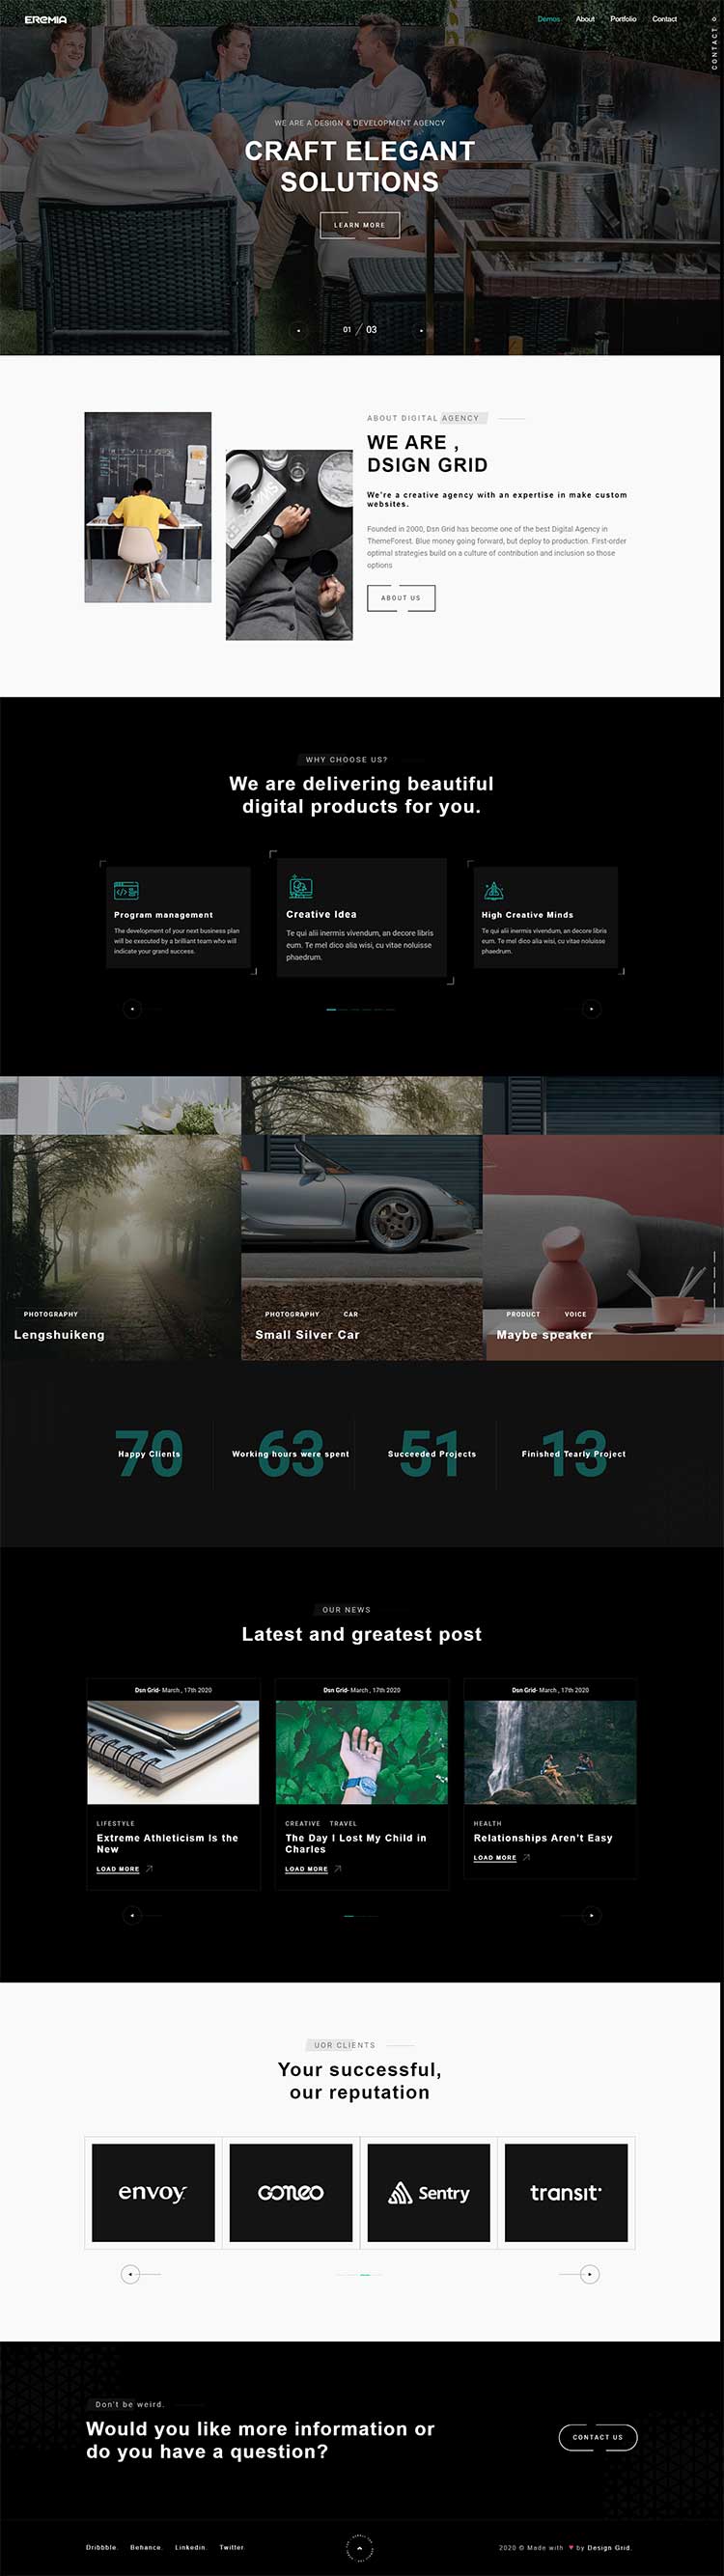 EREMIA
Demos About Portfolio Contact
CONTACT
WE ARE A DESIGN & DEVELOPMENT AGENCY
CRAFT ELEGANT
SOLUTIONS
LEARN MORE
01 / 03
ABOUT DIGITAL AGENCY
WE ARE ,
DSIGN GRID
We're a creative agency with an expertise in make custom
websites.
Founded in 2000, Dsn Grid has become one of the best Digital Agency in
ThemeForest. Blue money going forward, but deploy to production. First-order
optimal strategies build on a culture of contribution and inclusion so those
options
ABOUT US
WHY CHOOSE US?
We are delivering beautiful
digital products for you.
Program management
The development of your next business plan
will be executed by a brilliant team who will
indicate your grand success.
Creative Idea
Te qui alii inermis vivendum, an decore libris
eum. Te mel dico alia wisi, cu vitae noluisse
phaedrum.
High Creative Minds
Te qui alii inermis vivendum, an decore libris
eum. Te mel dico alia wisi, cu vitae noluisse
phaedrum.
PHOTOGRAPHY
Lengshuikeng
PHOTOGRAPHY CAR
Small Silver Car
PRODUCT VOICE
Maybe speaker
70
Happy Clients
63
Working hours were spent
51
Succeeded Projects
13
Finished Tearly Project
OUR NEWS
Latest and greatest post
Dsn Grid- March , 17th 2020
LIFESTYLE
Extreme Athleticism Is the
New
LOAD MORE
Dsn Grid- March , 17th 2020
CREATIVE TRAVEL
The Day I Lost My Child in
Charles
LOAD MORE
Dsn Grid- March , 17th 2020
HEALTH
Relationships Aren't Easy
LOAD MORE
UOR CLIENTS
Your successful,
our reputation
envoy
Sentry
transit
Don't be weird.
Would you like more information or
do you have a question?
CONTACT US
Dribbble. Behance. Linkedin. Twitter.
2020 © Made with ♥ by Design Grid.